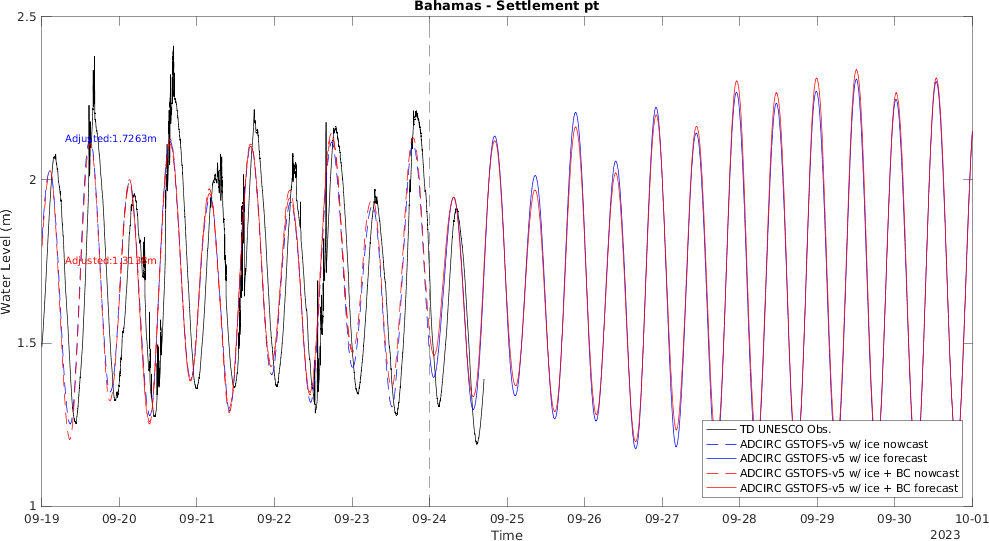 Bahamas - Settlement pt
2.5
2
1.5
1
Water Level (m)
Adjusted:1.7263m
Adjusted:1.3138m
TD UNESCO Obs.
ADCIRC GSTOFS-v5 w/ ice nowcast
ADCIRC GSTOFS-v5 w/ ice forecast
ADCIRC GSTOFS-v5 w/ ice + BC nowcast
ADCIRC GSTOFS-v5 w/ ice + BC forecast
09-19 09-20 09-21 09-22 09-23 09-24 09-25 09-26 09-27 09-28 09-29 09-30 10-01
Time
2023